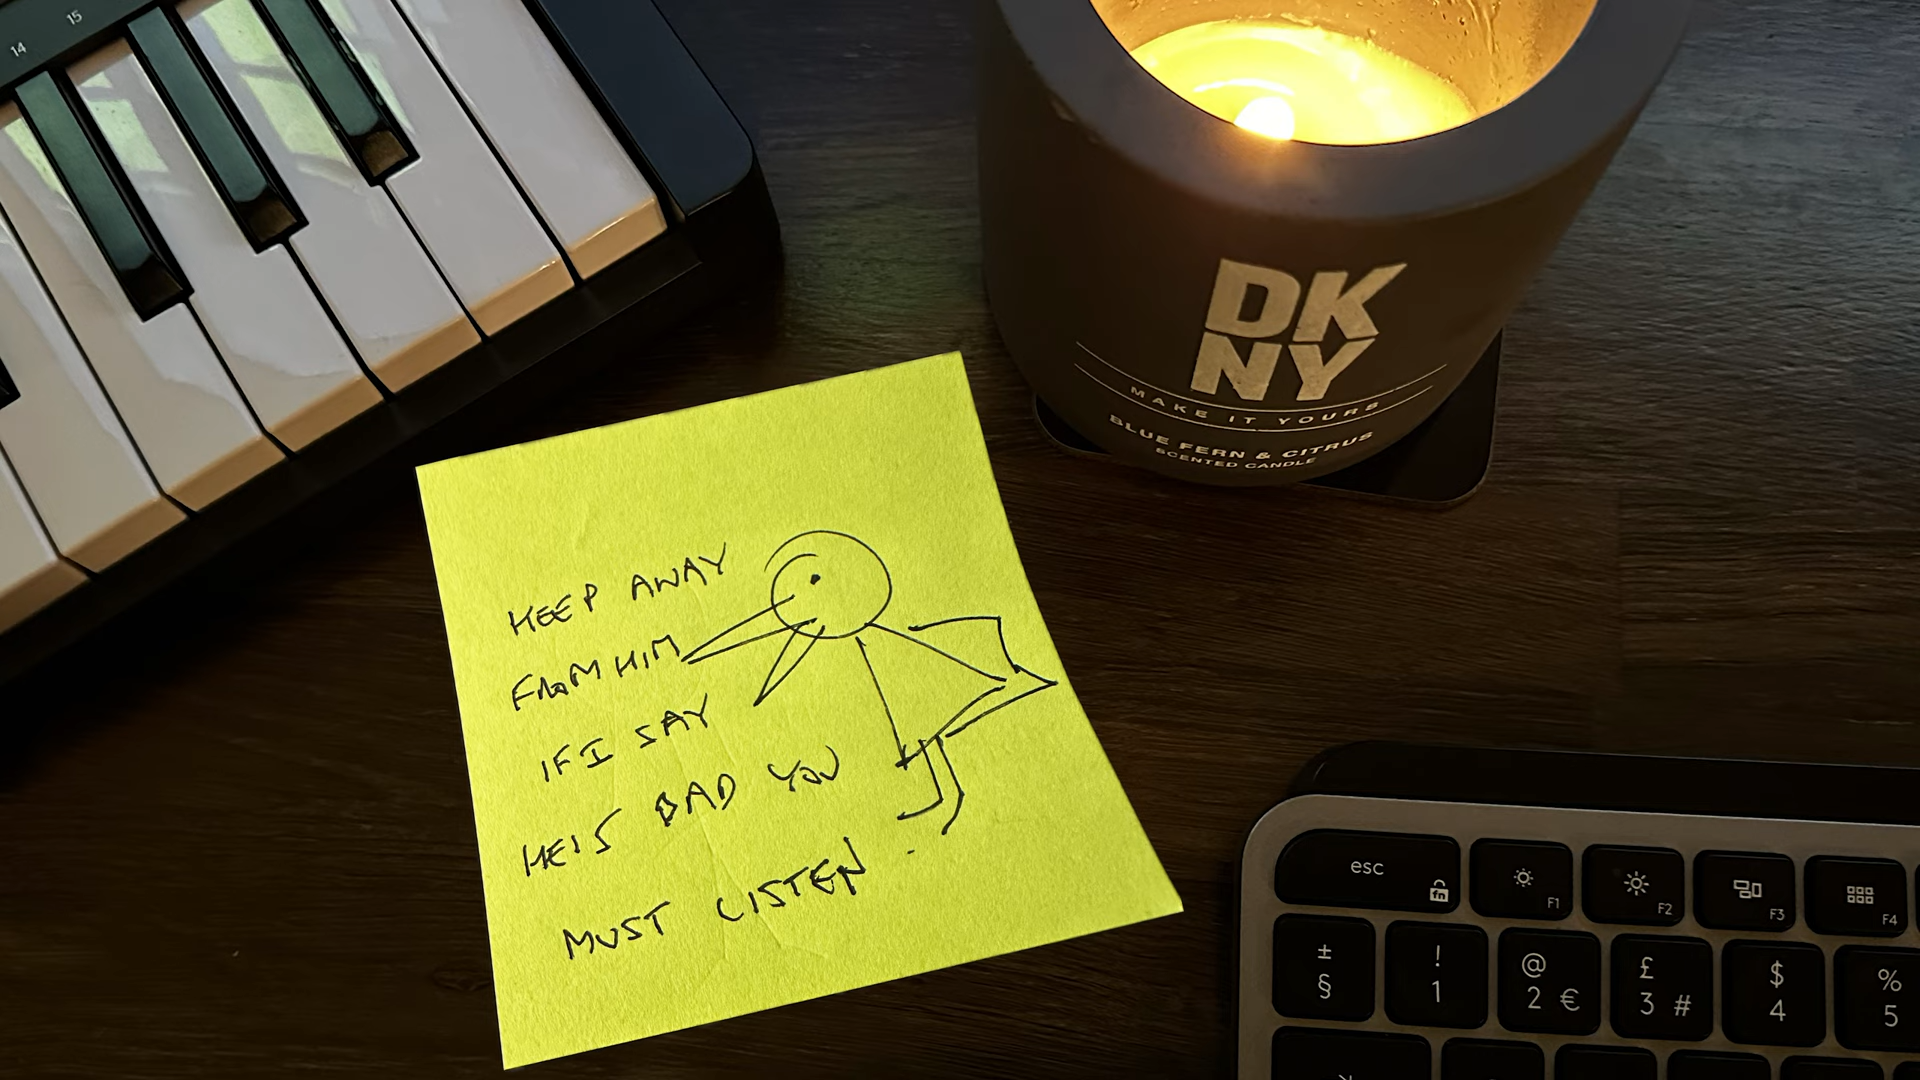 14 15
DK
NY
MAKE IT YOURS
BLUE FERN & CITRUS
SCENTED CANDLE
KEEP AWAY
FROM HIM
IF I SAY
HE IS BAD YOU
MUST LISTEN.
esc F1 F2 F3 F4
± ! @ £ $ %
§ 1 2 € 3 # 4 5